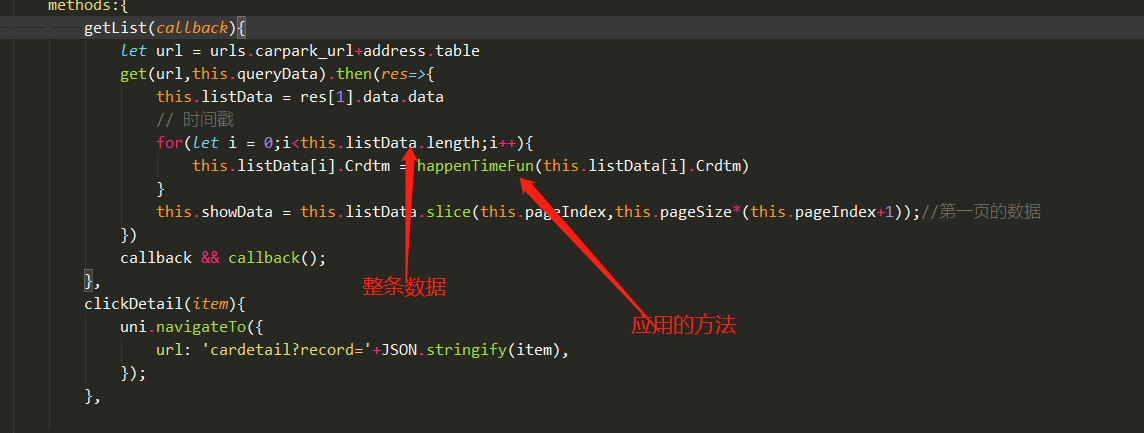 methods:{
getList(callback){
let url = urls.carpark_url+address.table
get(url,this.queryData).then(res=>{
this.listData = res[1].data.data
// 时间戳
for(let i = 0;i<this.listData.length;i++){
this.listData[i].Crdtm = happenTimeFun(this.listData[i].Crdtm)
}
this.showData = this.listData.slice(this.pageIndex,this.pageSize*(this.pageIndex+1));//第一页的数据
})
callback && callback();
},
整条数据
clickDetail(item){
应用的方法
uni.navigateTo({
url: 'cardetail?record='+JSON.stringify(item),
});
},